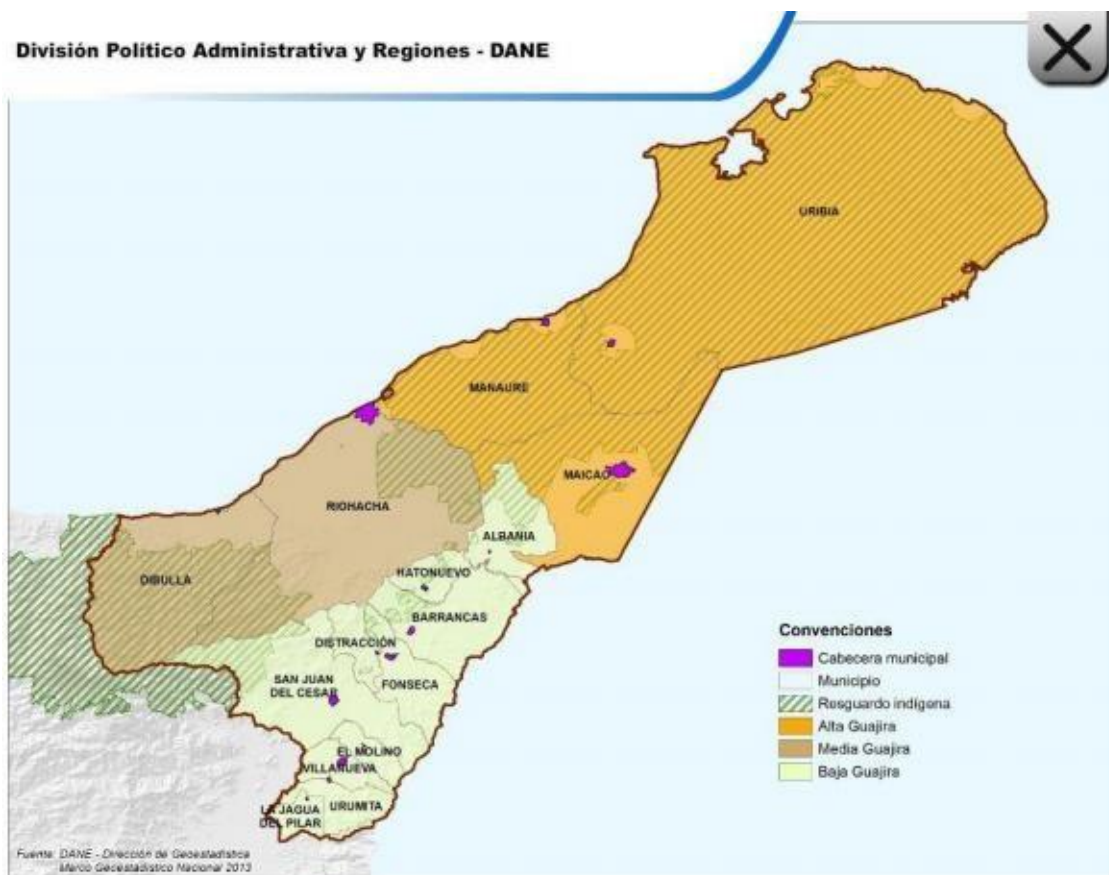 División Político Administrativa y Regiones - DANE
URIBIA
MANAURE
MAICAO
RIOHACHA
ALBANIA
DIBULLA
HATONUEVO
BARRANCAS
DISTRACCIÓN
SAN JUAN
DEL CESAR
FONSECA
EL MOLINO
VILLANUEVA
LA JAGUA
DEL PILAR
URUMITA
Convenciones
Cabecera municipal
Municipio
Resguardo indígena
Alta Guajira
Media Guajira
Baja Guajira
Fuente: DANE - Dirección de Geoestadística
Marco Geoestadístico Nacional 2013